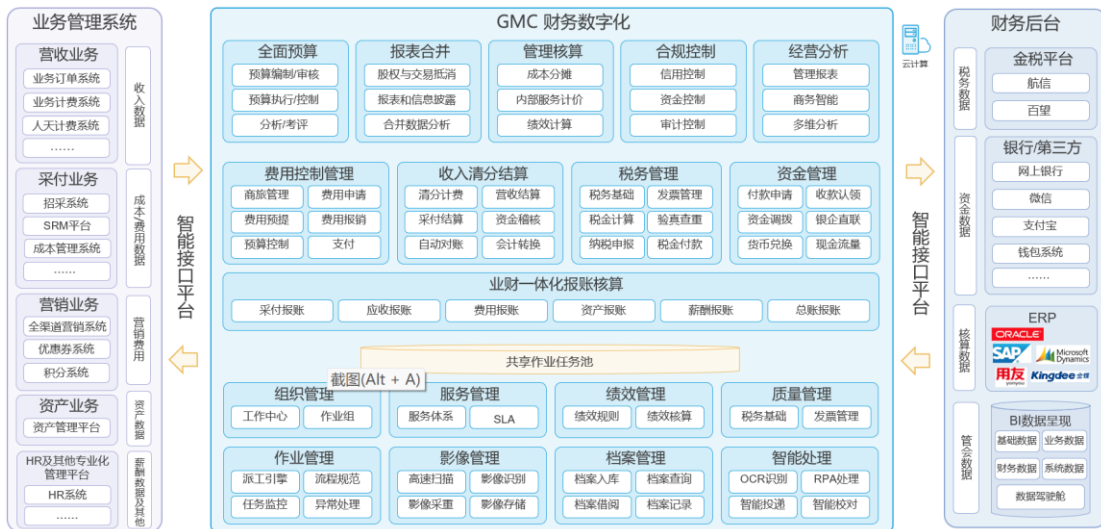 业务管理系统
营收业务
业务订单系统
业务计费系统
人天计费系统
……
收入数据
采付业务
招采系统
SRM平台
成本管理系统
……
成本/费用数据
营销业务
全渠道营销系统
优惠券系统
积分系统
营销费用
资产业务
资产管理平台
资产数据
HR及其他专业化
管理平台
HR系统
……
薪酬数据及其他
智能接口平台
GMC 财务数字化
全面预算
预算编制/审核
预算执行/控制
分析/考评
报表合并
股权与交易抵消
报表和信息披露
合并数据分析
管理核算
成本分摊
内部服务计价
绩效计算
合规控制
信用控制
资金控制
审计控制
经营分析
管理报表
商务智能
多维分析
费用控制管理
商旅管理 费用申请
费用预提 费用报销
预算控制 支付
收入清分结算
清分计费 营收结算
采付结算 资金稽核
自动对账 会计转换
税务管理
税务基础 发票管理
税金计算 验真查重
纳税申报 税金付款
资金管理
付款申请 收款认领
资金调拨 银企直联
货币兑换 现金流量
业财一体化报账核算
采付报账 应收报账 费用报账 资产报账 薪酬报账 总账报账
共享作业任务池
截图(Alt + A)
组织管理
工作中心 作业组
服务管理
服务体系 SLA
绩效管理
绩效规则 绩效核算
质量管理
税务基础 发票管理
作业管理
派工引擎 流程规范
任务监控 异常处理
影像管理
高速扫描 影像识别
影像采重 影像存储
档案管理
档案入库 档案查询
档案借阅 档案记录
智能处理
OCR识别 RPA处理
智能投递 智能校对
云计算
智能接口平台
财务后台
税务数据
金税平台
航信
百望
资金数据
银行/第三方
网上银行
微信
支付宝
钱包系统
……
核算数据
ERP
ORACLE
SAP Microsoft Dynamics
用友 yonyou Kingdee 金蝶
管会数据
BI数据呈现
基础数据 业务数据
财务数据 系统数据
数据驾驶舱